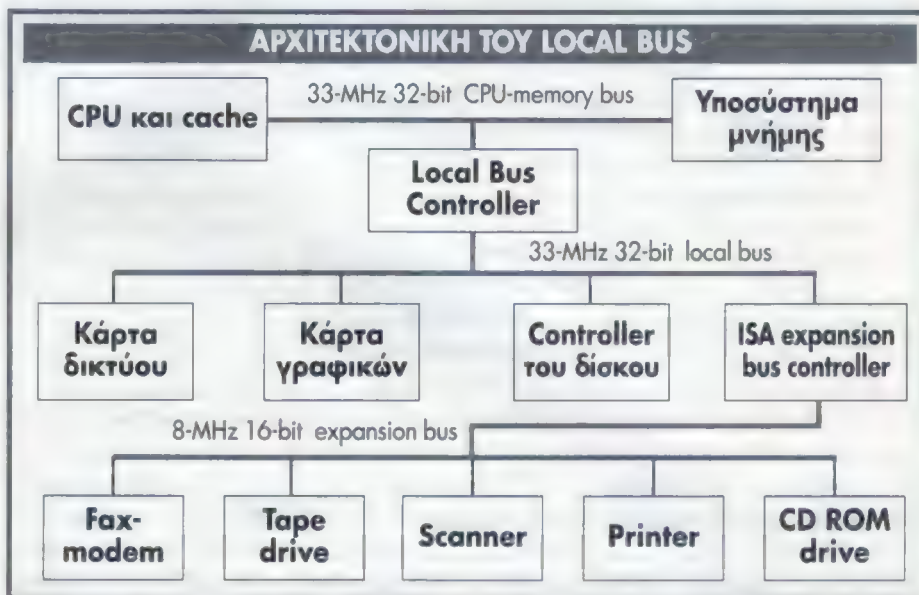 ΑΡΧΙΤΕΚΤΟΝΙΚΗ ΤΟΥ LOCAL BUS
CPU και cache
33-MHz 32-bit CPU-memory bus
Υποσύστημα
μνήμης
Local Bus
Controller
33-MHz 32-bit local bus
Κάρτα
δικτύου
Κάρτα
γραφικών
Controller
του δίσκου
ISA expansion
bus controller
8-MHz 16-bit expansion bus
Fax-
modem
Tape
drive
Scanner
Printer
CD ROM
drive